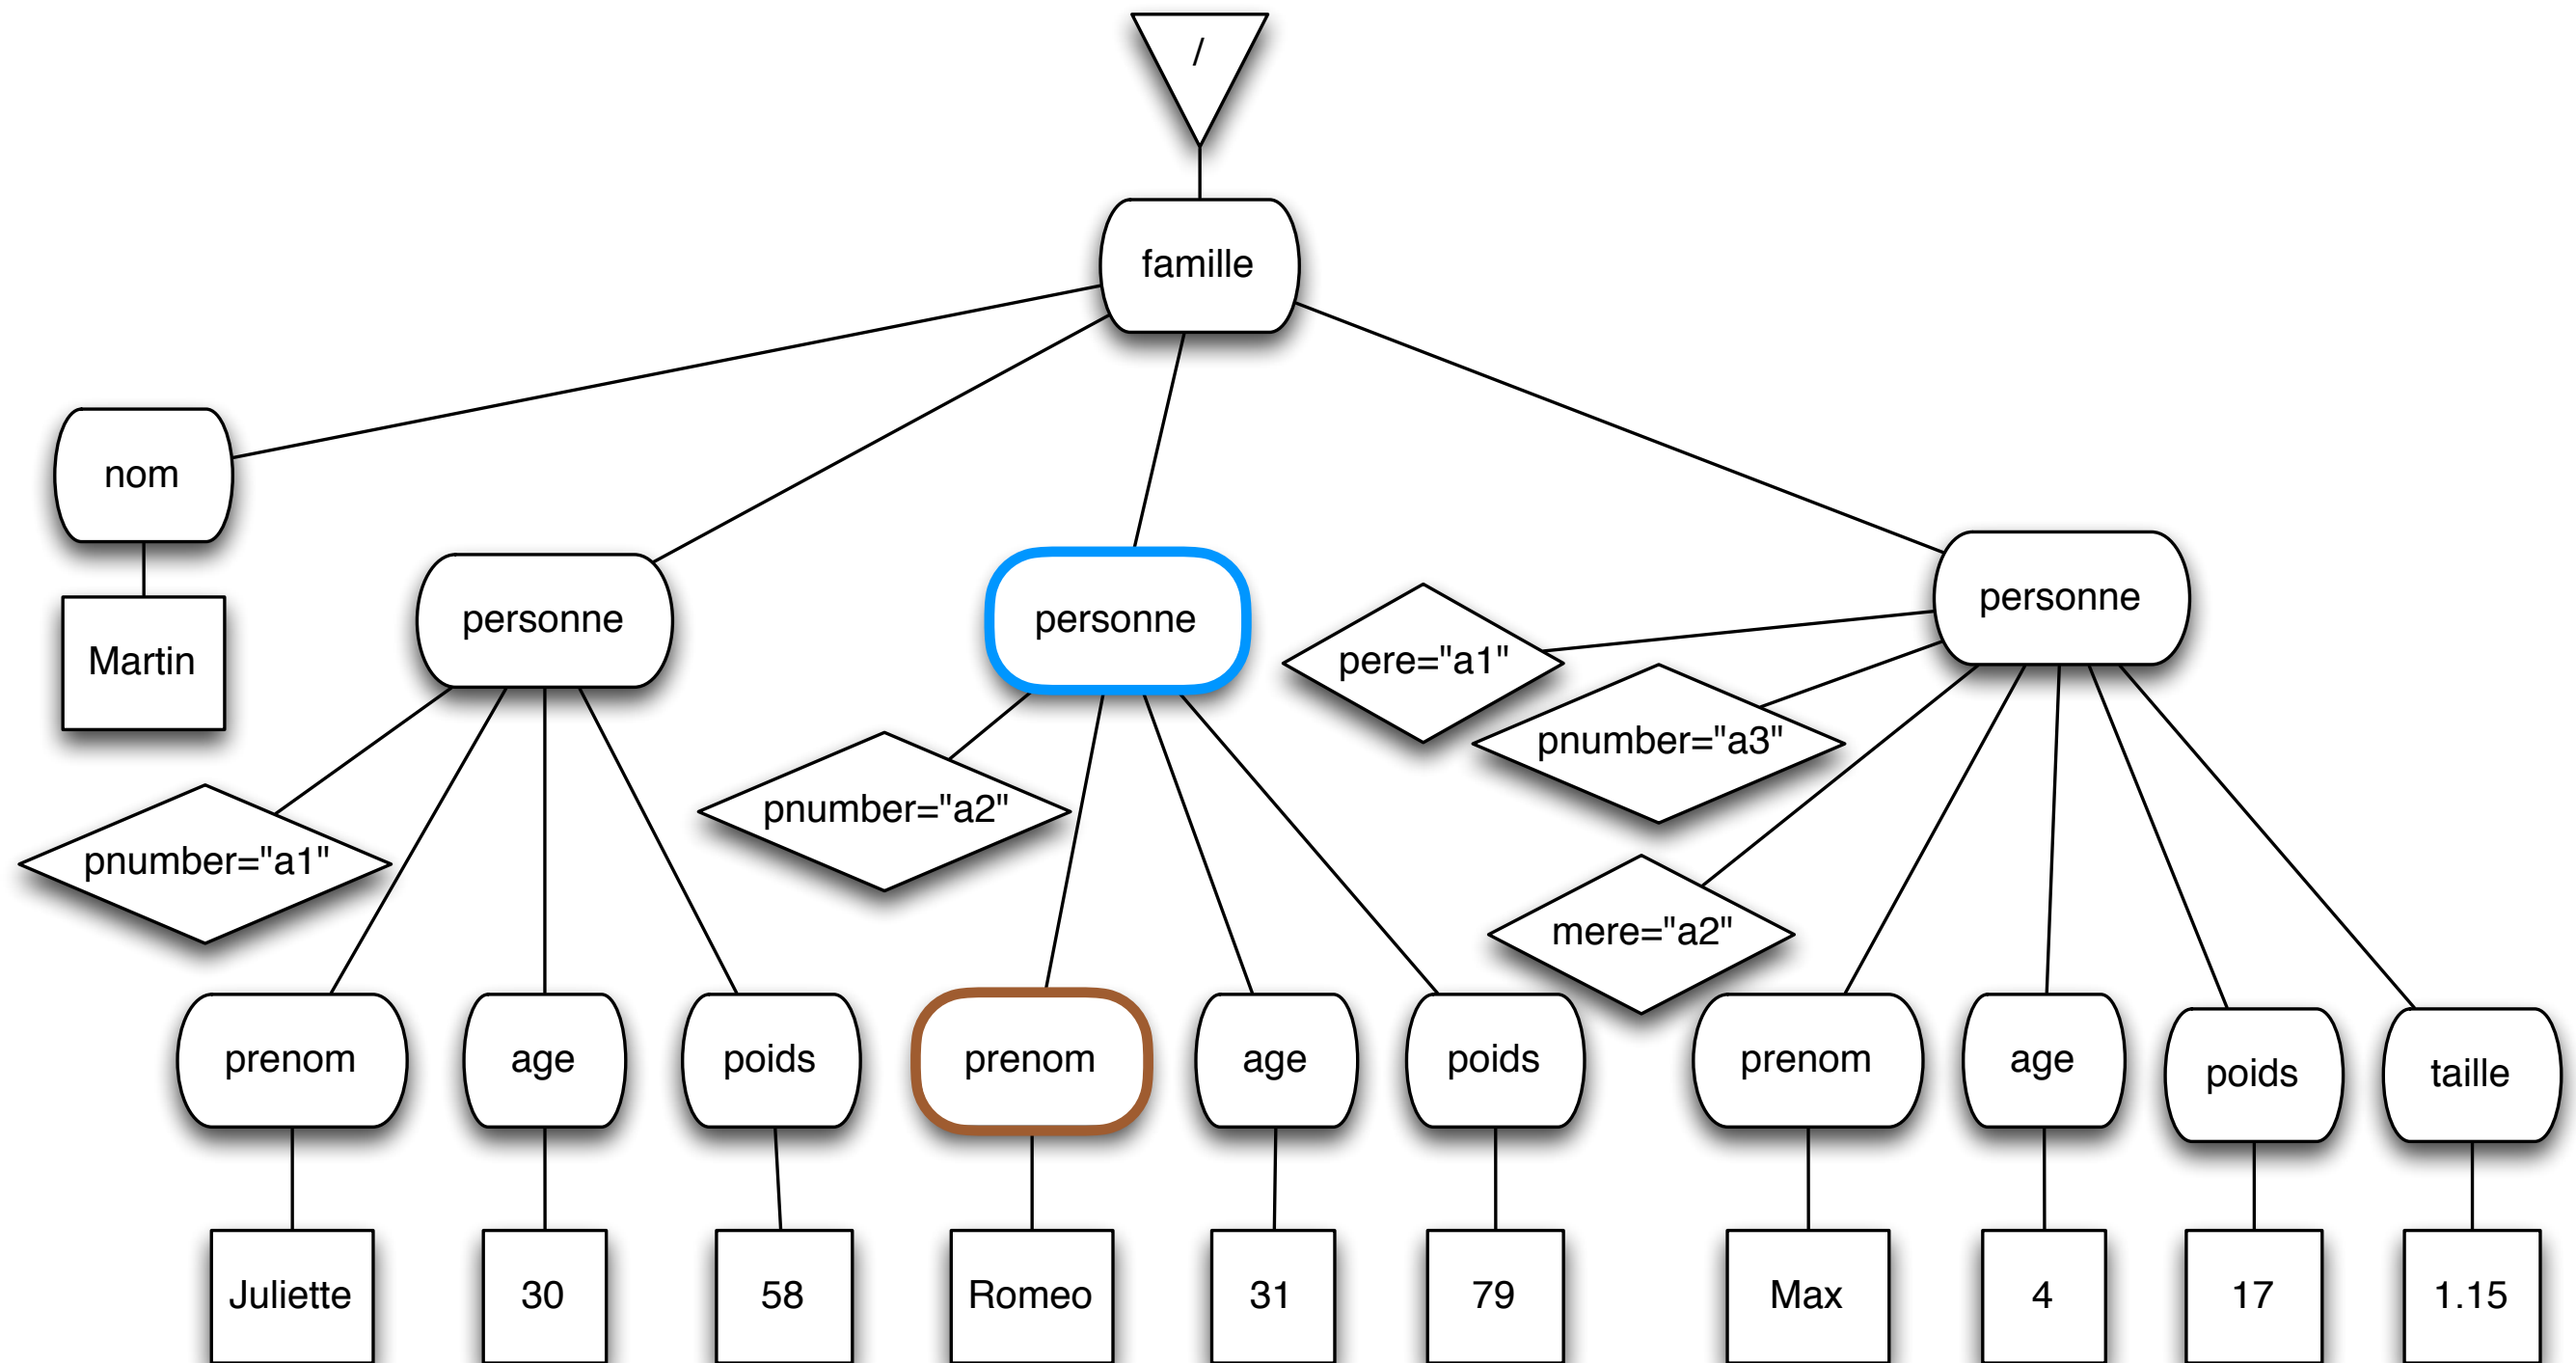 /
famille
nom
Martin
personne
personne
personne
pere="a1"
pnumber="a3"
pnumber="a2"
pnumber="a1"
mere="a2"
prenom
age
poids
prenom
age
poids
prenom
age
poids
taille
Juliette
30
58
Romeo
31
79
Max
4
17
1.15